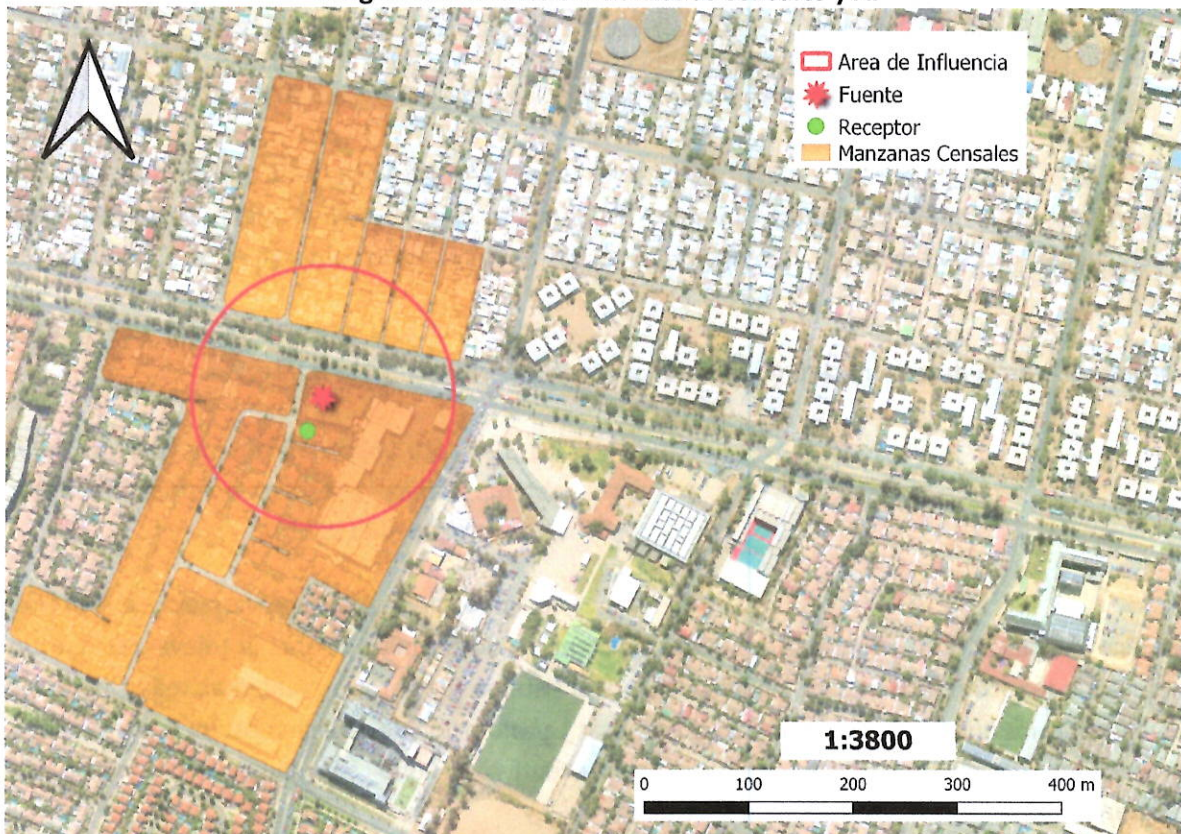 Area de Influencia
Fuente
Receptor
Manzanas Censales
1:3800
0 100 200 300 400 m